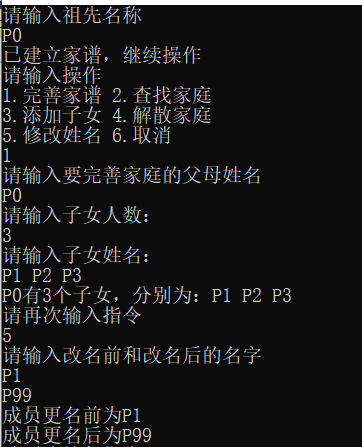 请输入祖先名称
P0
已建立家谱，继续操作
请输入操作
1.完善家谱 2.查找家庭
3.添加子女 4.解散家庭
5.修改姓名 6.取消
1
请输入要完善家庭的父母姓名
P0
请输入子女人数：
3
请输入子女姓名：
P1 P2 P3
P0有3个子女，分别为：P1 P2 P3
请再次输入指令
5
请输入改名前和改名后的名字
P1
P99
成员更名前为P1
成员更名后为P99